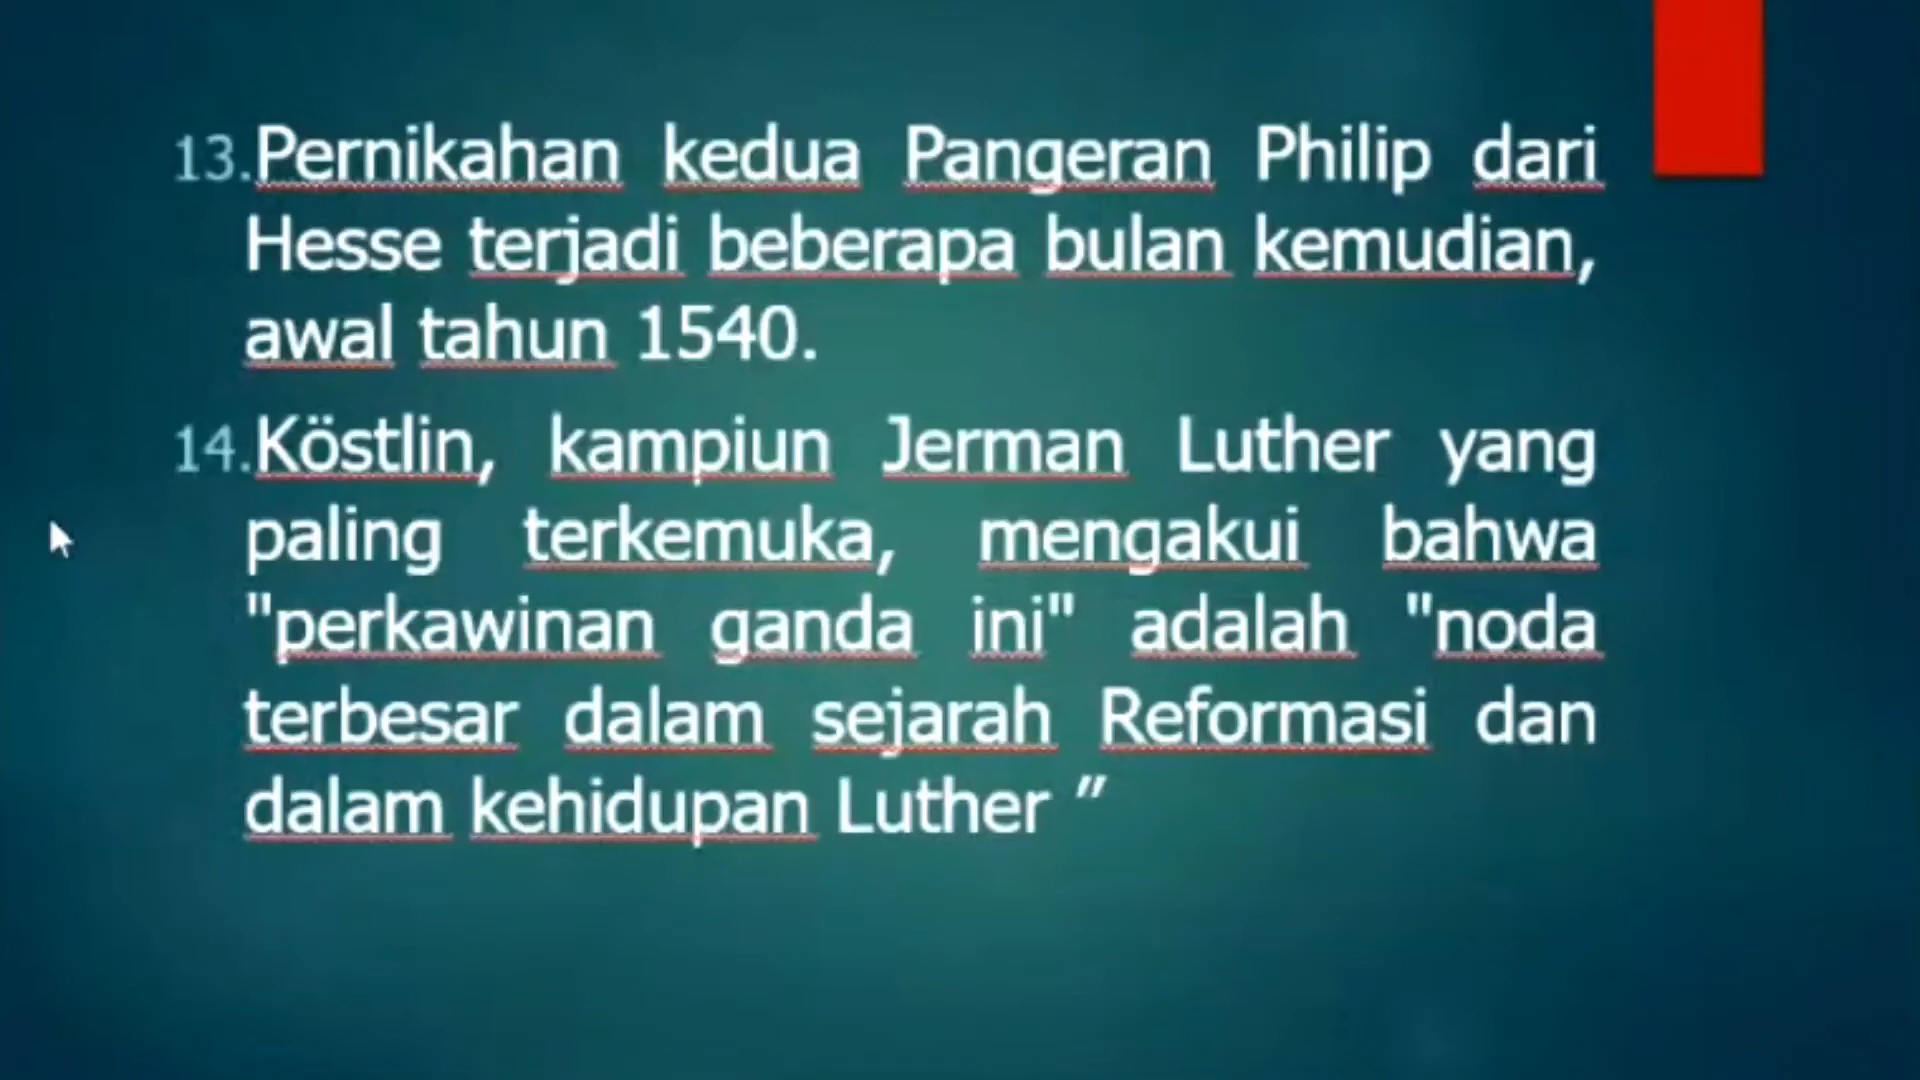 13.Pernikahan kedua Pangeran Philip dari
Hesse terjadi beberapa bulan kemudian,
awal tahun 1540.
14.Köstlin, kampiun Jerman Luther yang
paling terkemuka, mengakui bahwa
"perkawinan ganda ini" adalah "noda
terbesar dalam sejarah Reformasi dan
dalam kehidupan Luther ”